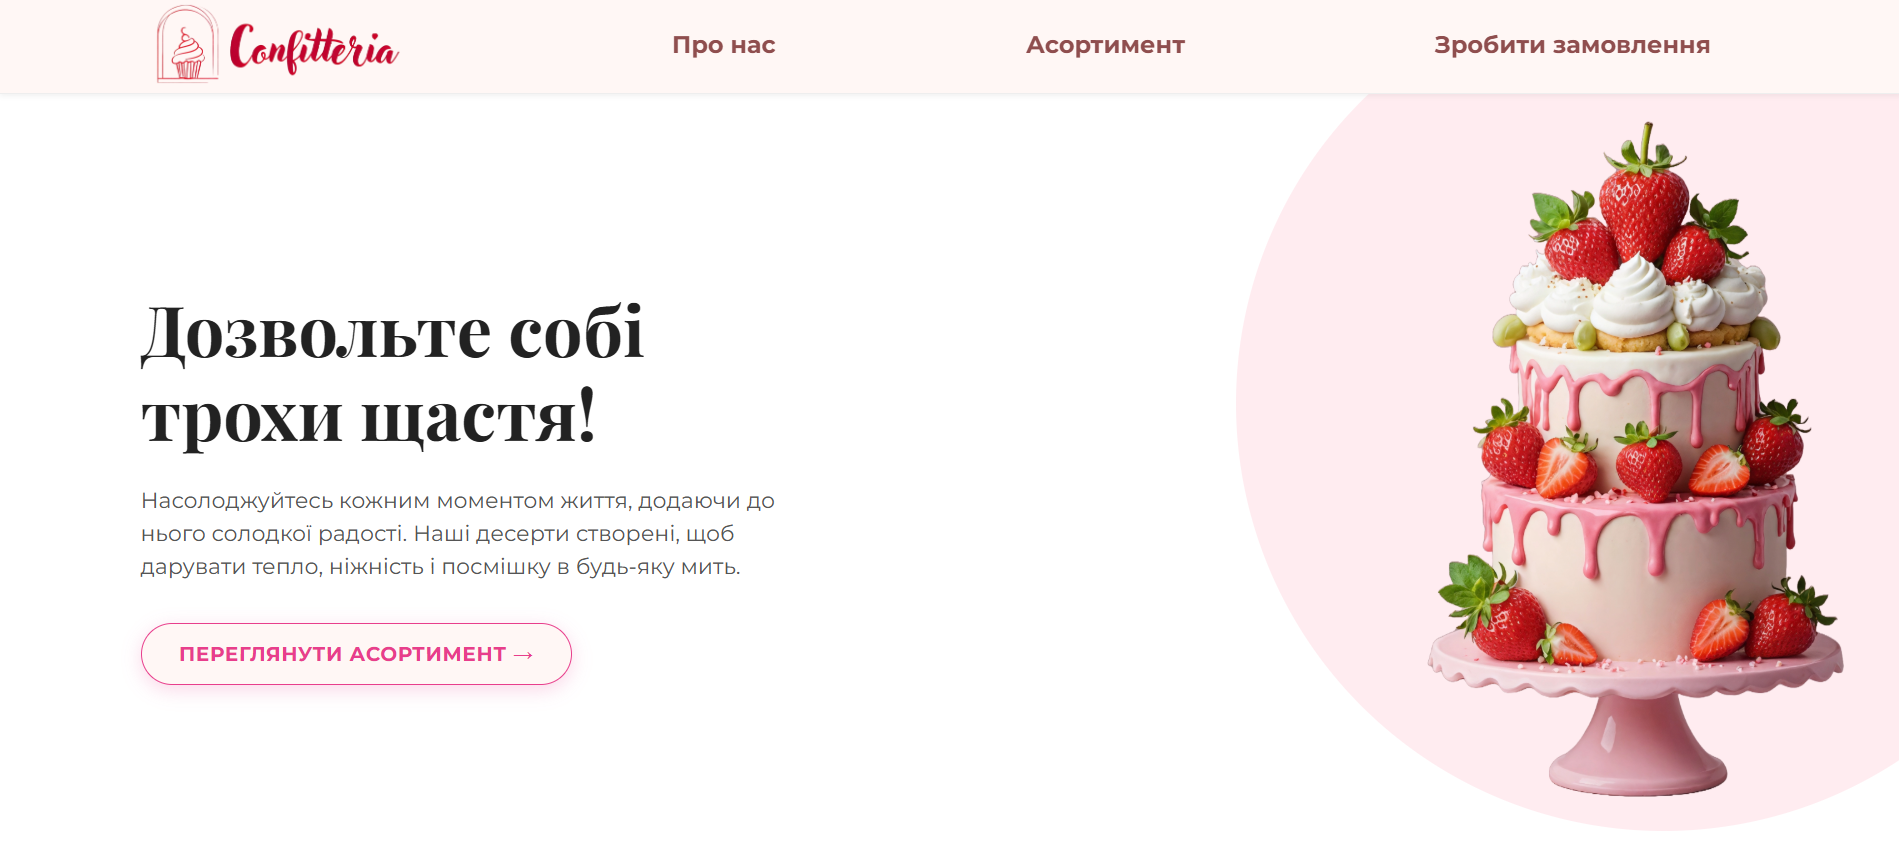 Confitteria
Про нас
Асортимент
Зробити замовлення
Дозвольте собі
трохи щастя!
Насолоджуйтесь кожним моментом життя, додаючи до
нього солодкої радості. Наші десерти створені, щоб
дарувати тепло, ніжність і посмішку в будь-яку мить.
ПЕРЕГЛЯНУТИ АСОРТИМЕНТ →